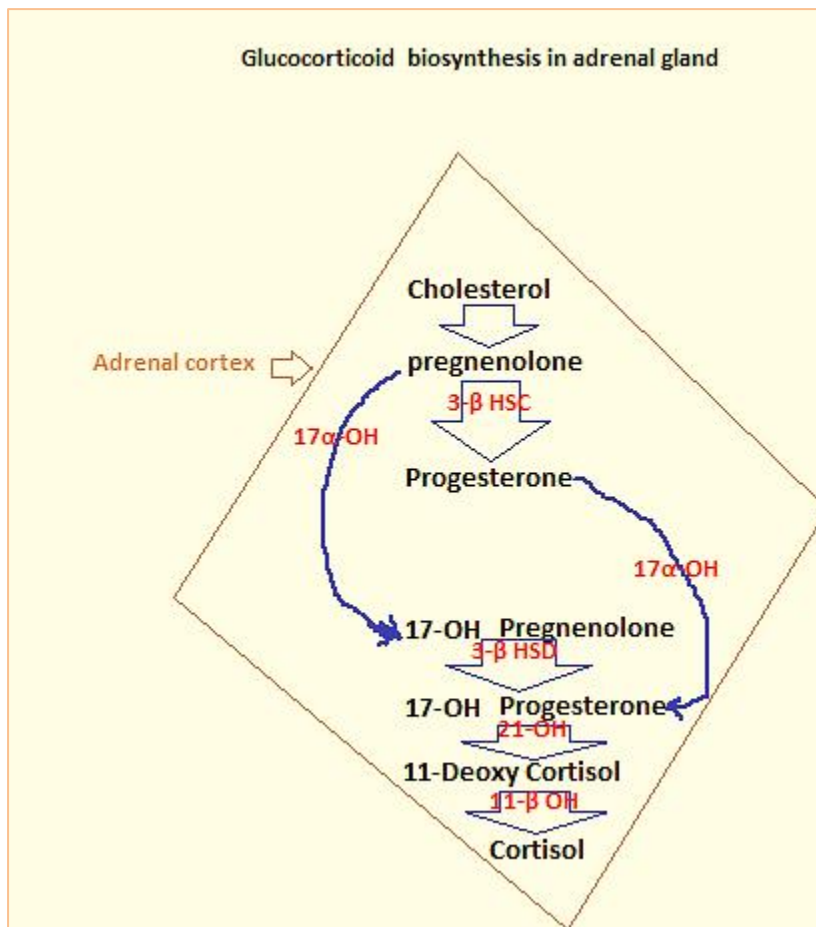 Glucocorticoid biosynthesis in adrenal gland
Cholesterol
Adrenal cortex
pregnenolone
3-β HSC
17α-OH
Progesterone
17α-OH
17-OH Pregnenolone
3-β HSD
17-OH Progesterone
21-OH
11-Deoxy Cortisol
11-β OH
Cortisol